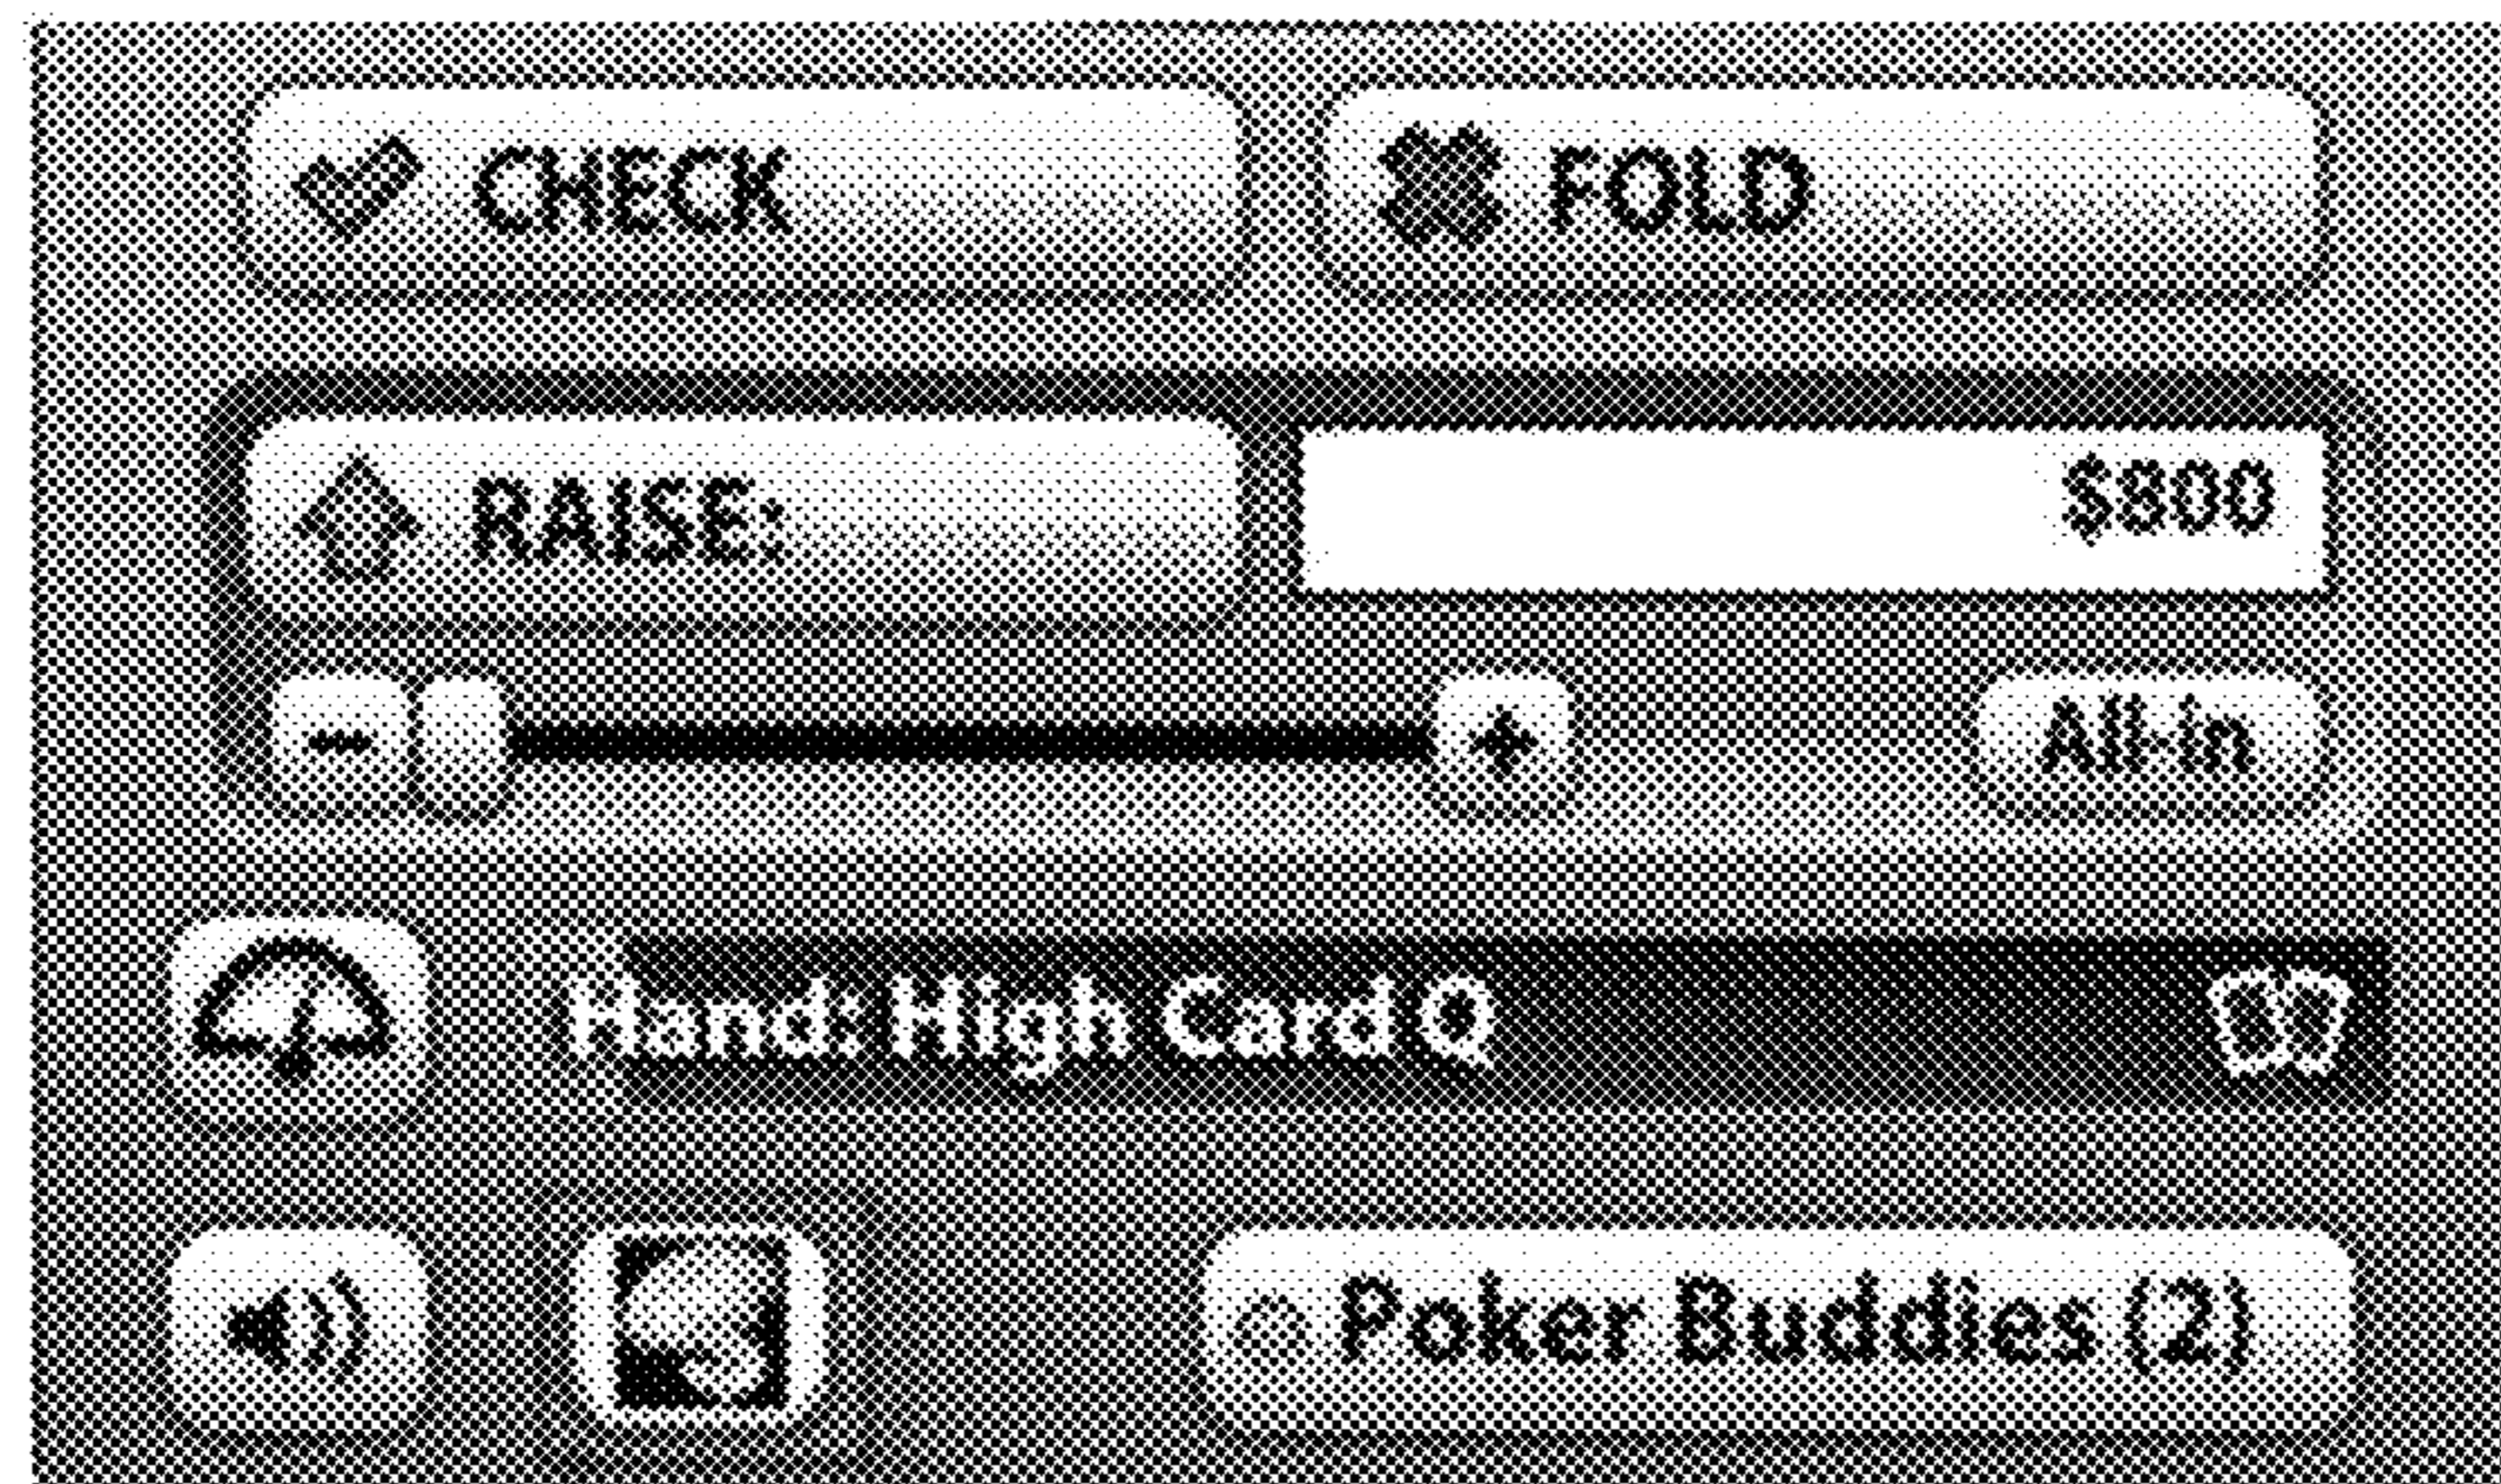 CHECK FOLD
RAISE: $800
- + All-in
Hand: High Card Q
Poker Buddies (2)